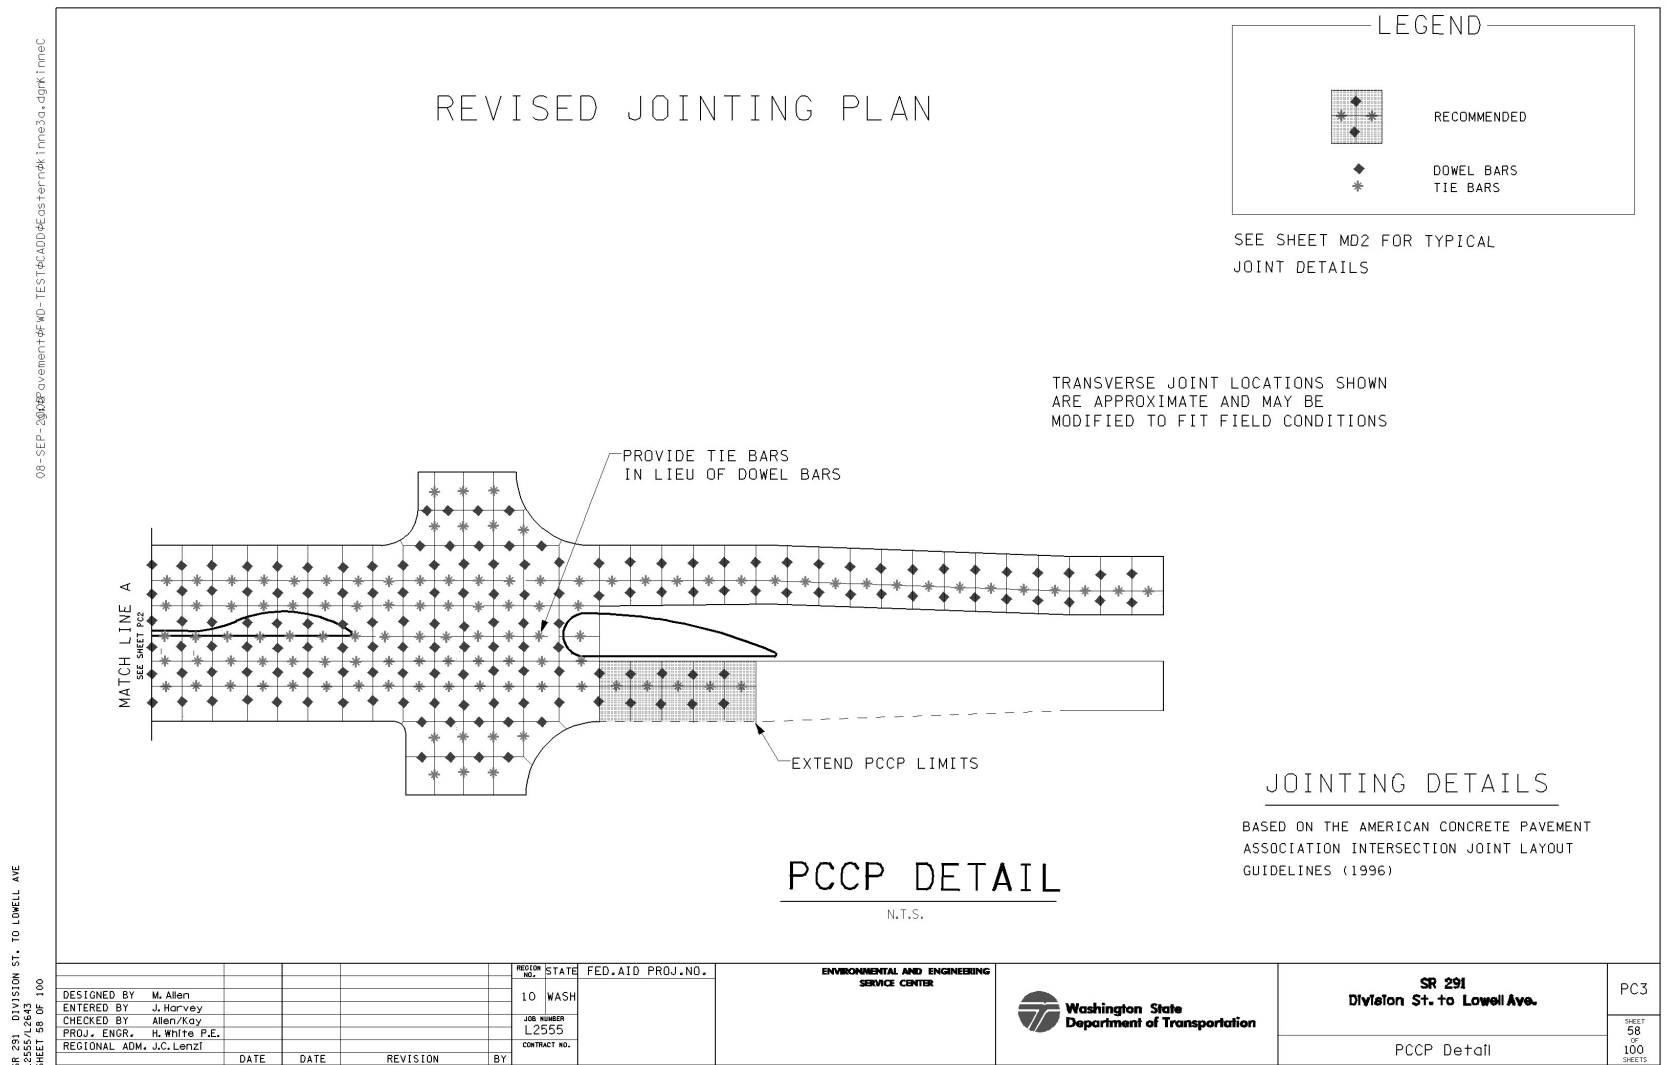 LEGEND
REVISED JOINTING PLAN
RECOMMENDED
DOWEL BARS
TIE BARS
SEE SHEET MD2 FOR TYPICAL
JOINT DETAILS
TRANSVERSE JOINT LOCATIONS SHOWN
ARE APPROXIMATE AND MAY BE
MODIFIED TO FIT FIELD CONDITIONS
PROVIDE TIE BARS
IN LIEU OF DOWEL BARS
MATCH LINE A
SEE SHEET PC2
EXTEND PCCP LIMITS
JOINTING DETAILS
BASED ON THE AMERICAN CONCRETE PAVEMENT
ASSOCIATION INTERSECTION JOINT LAYOUT
GUIDELINES (1996)
PCCP DETAIL
N.T.S.
SR 291 DIVISION ST. TO LOWELL AVE
L2555/L2643
SHEET 58 OF 100
DESIGNED BY M. Allen
ENTERED BY J. Harvey
CHECKED BY Allen/Kay
PROJ. ENGR. H. White P.E.
REGIONAL ADM. J.C. Lenzi
DATE DATE REVISION BY
REGION NO. STATE FED.AID PROJ.NO.
10 WASH
JOB NUMBER
L2555
CONTRACT NO.
ENVIRONMENTAL AND ENGINEERING
SERVICE CENTER
Washington State
Department of Transportation
SR 291
Division St. to Lowell Ave.
PCCP Detail
PC3
SHEET
58
OF
100
SHEETS